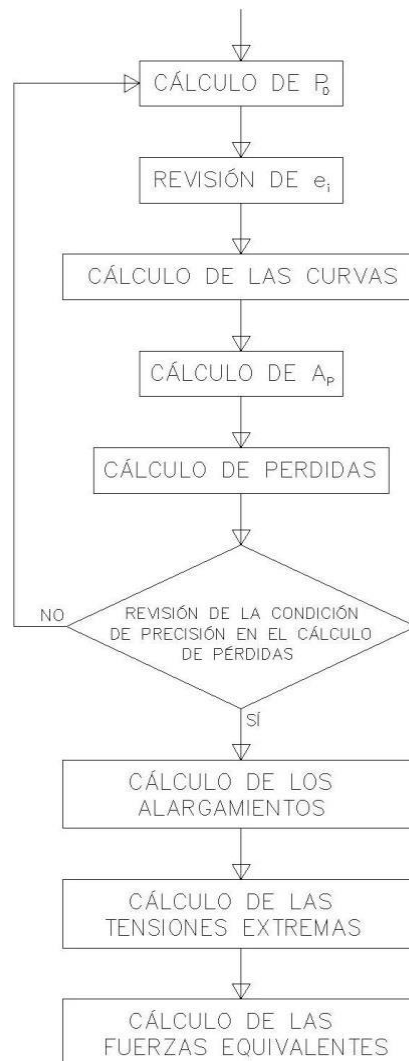 CÁLCULO DE P₀
REVISIÓN DE eᵢ
CÁLCULO DE LAS CURVAS
CÁLCULO DE Aₚ
CÁLCULO DE PERDIDAS
NO
REVISIÓN DE LA CONDICIÓN
DE PRECISIÓN EN EL CÁLCULO
DE PÉRDIDAS
SÍ
CÁLCULO DE LOS
ALARGAMIENTOS
CÁLCULO DE LAS
TENSIONES EXTREMAS
CÁLCULO DE LAS
FUERZAS EQUIVALENTES